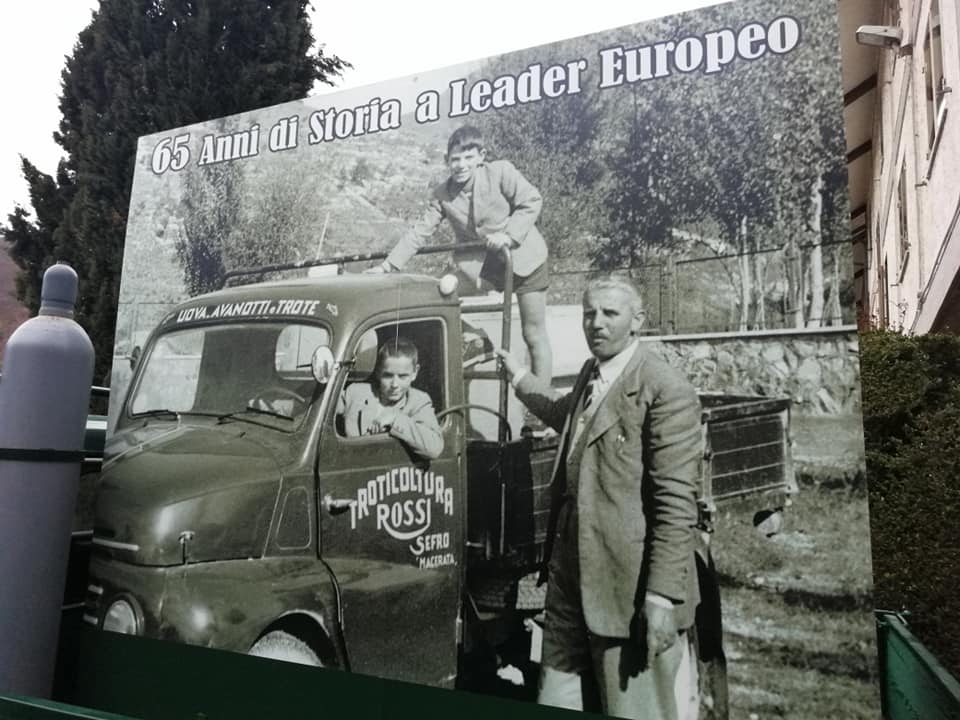 65 Anni di Storia a Leader Europeo
UOVA. AVANOTTI. TROTE
TROTICOLTURA
ROSSI
SEFRO
MACERATA